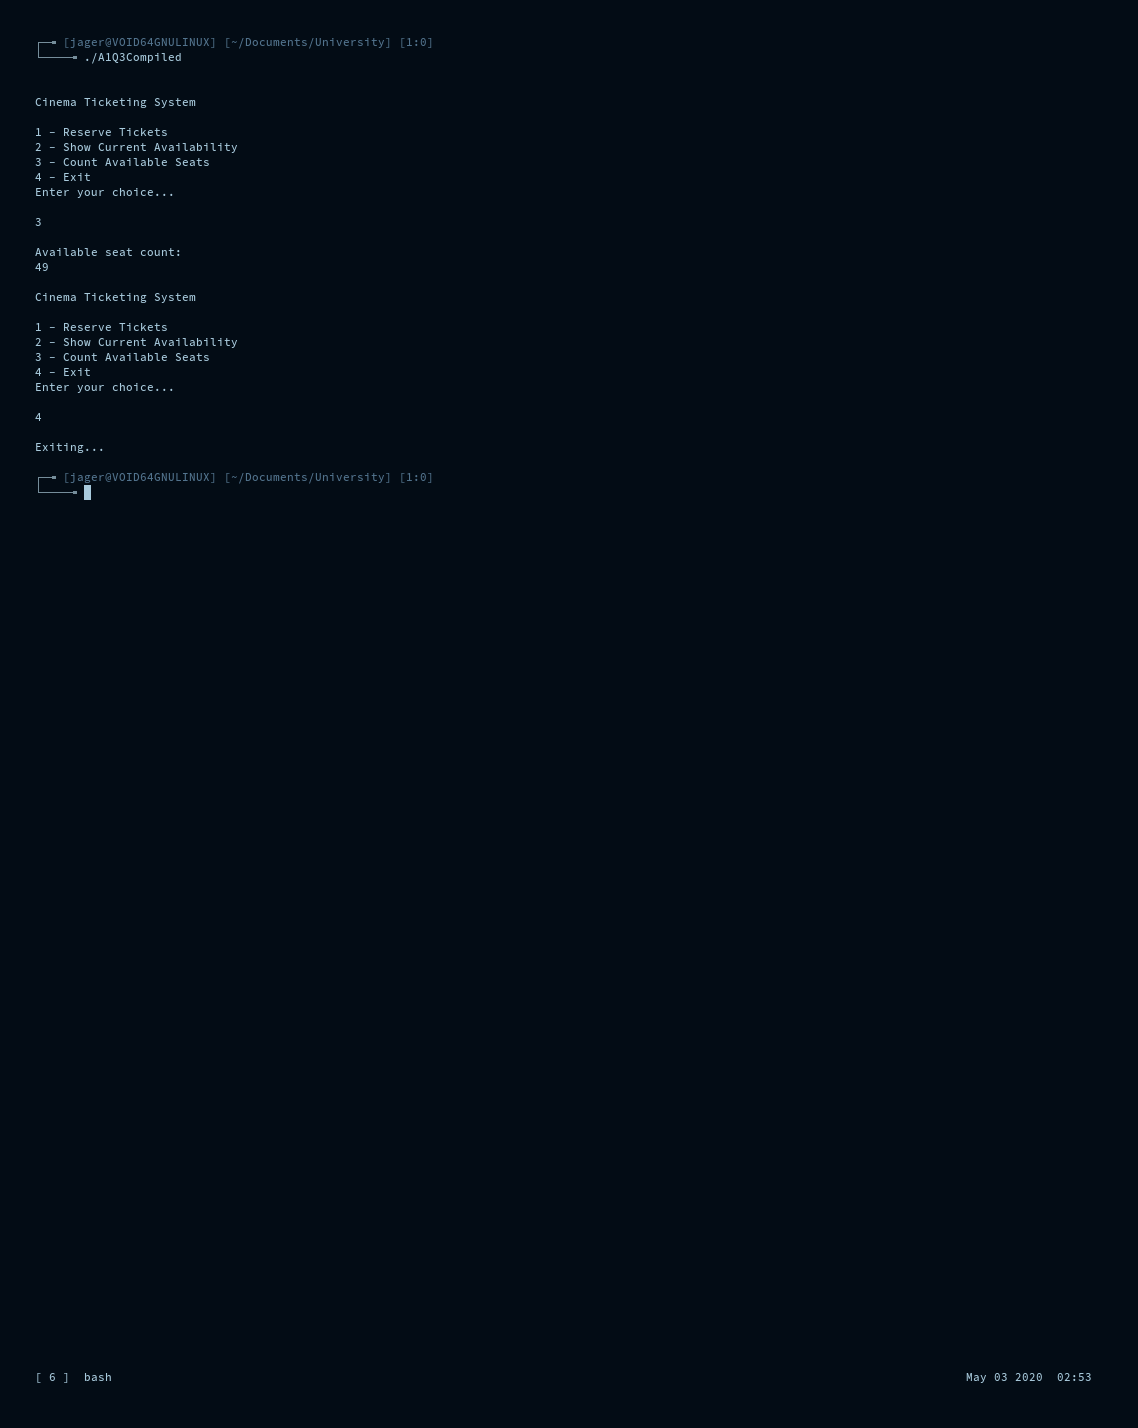 ┌──╼ [jager@VOID64GNULINUX] [~/Documents/University] [1:0]
└─────╼ ./A1Q3Compiled
Cinema Ticketing System
1 – Reserve Tickets
2 – Show Current Availability
3 – Count Available Seats
4 – Exit
Enter your choice...
3
Available seat count:
49
Cinema Ticketing System
1 – Reserve Tickets
2 – Show Current Availability
3 – Count Available Seats
4 – Exit
Enter your choice...
4
Exiting...
┌──╼ [jager@VOID64GNULINUX] [~/Documents/University] [1:0]
└─────╼
[ 6 ]  bash    May 03 2020  02:53